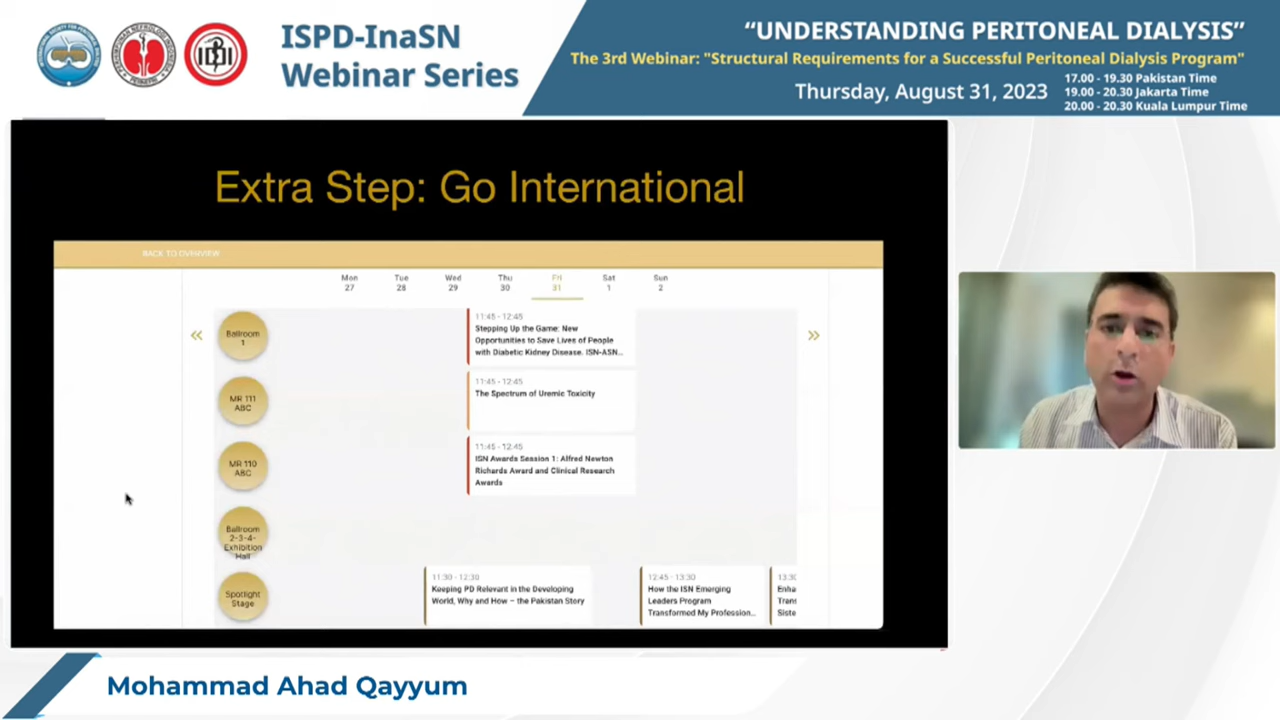 ISPD-InaSN
Webinar Series
“UNDERSTANDING PERITONEAL DIALYSIS”
The 3rd Webinar: "Structural Requirements for a Successful Peritoneal Dialysis Program"
Thursday, August 31, 2023
17.00 - 19.30 Pakistan Time
19.00 - 20.30 Jakarta Time
20.00 - 20.30 Kuala Lumpur Time
Extra Step: Go International
BACK TO OVERVIEW
Mon Tue Wed Thu Fri Sat Sun
27 28 29 30 31 1 2
«
»
Ballroom
1
11:45 - 12:45
Stepping Up the Game: New
Opportunities to Save Lives of People
with Diabetic Kidney Disease. ISN-ASN...
MR 111
ABC
11:45 - 12:45
The Spectrum of Uremic Toxicity
MR 110
ABC
11:45 - 12:45
ISN Awards Session 1: Alfred Newton
Richards Award and Clinical Research
Awards
Ballroom
2-3-4-
Exhibition
Hall
Spotlight
Stage
11:30 - 12:30
Keeping PD Relevant in the Developing
World, Why and How – the Pakistan Story
12:45 - 13:30
How the ISN Emerging
Leaders Program
Transformed My Profession...
13:30
Enha
Trans
Siste
Mohammad Ahad Qayyum